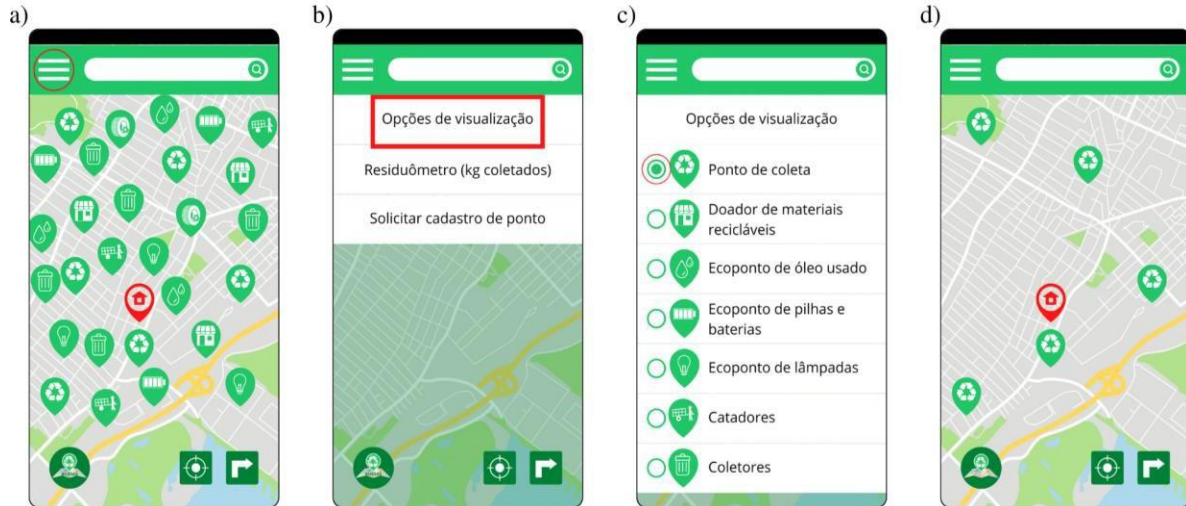 a)
b)
c)
d)
Opções de visualização
Residuômetro (kg coletados)
Solicitar cadastro de ponto
Opções de visualização
Ponto de coleta
Doador de materiais
recicláveis
Ecoponto de óleo usado
Ecoponto de pilhas e
baterias
Ecoponto de lâmpadas
Catadores
Coletores